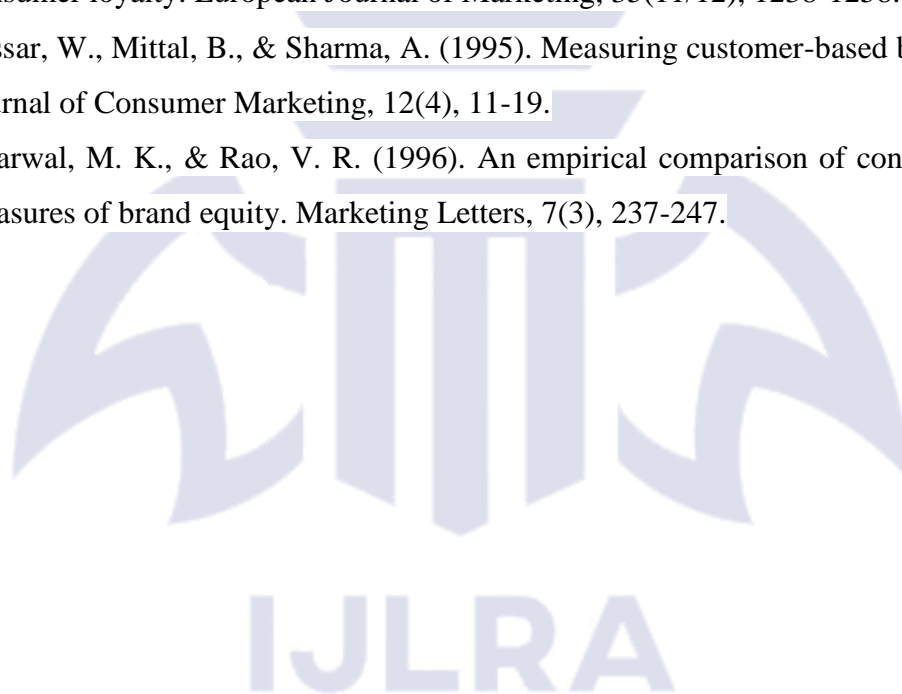 loyalty. European Journal of Marketing,
ssar, W., Mittal, B., & Sharma, A. (1995). Measuring customer-based b
urnal of Consumer Marketing, 12(4), 11-19.
arwal, M. K., & Rao, V. R. (1996). An empirical comparison of con
asures of brand equity. Marketing Letters, 7(3), 237-247.
IJLRA